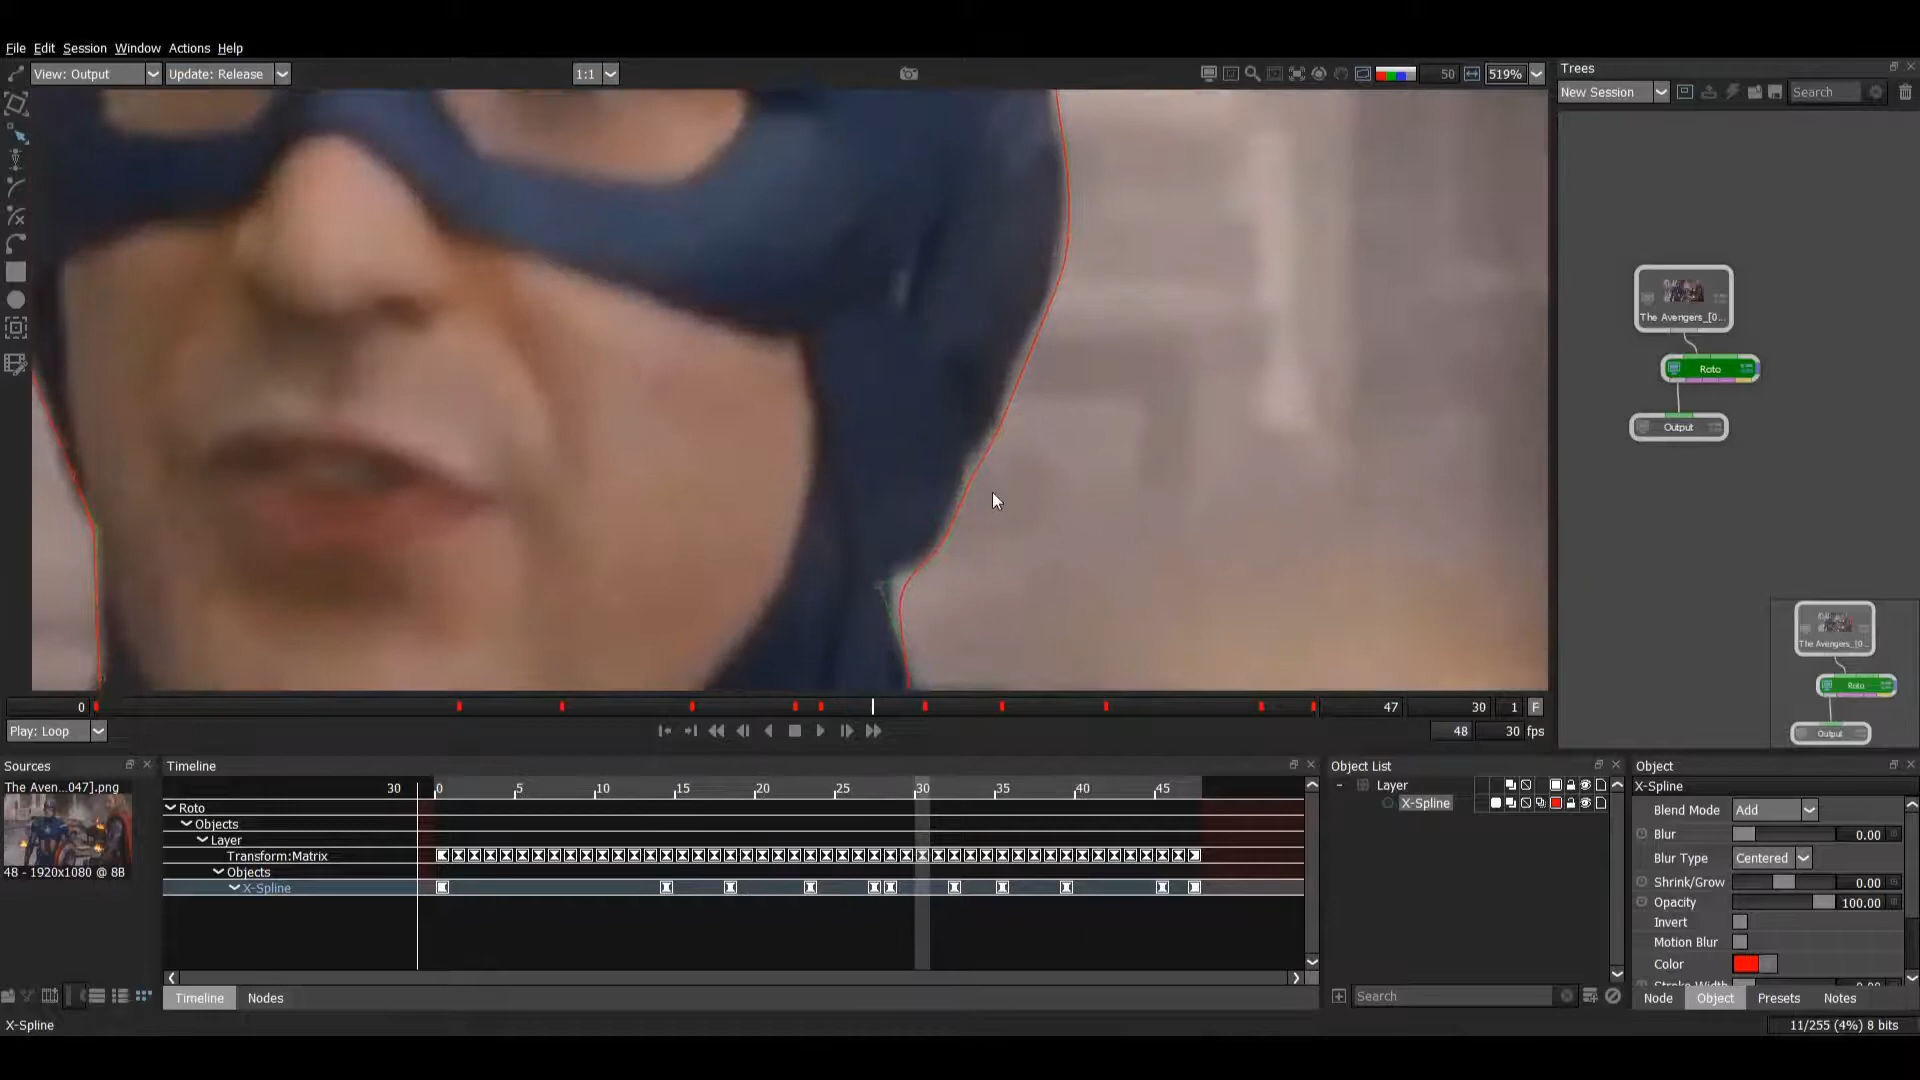 File Edit Session Window Actions Help
View: Output Update: Release 1:1 50 519%
Trees
New Session Search
The Avengers_[0...
Roto
Output
The Avengers_[0...
Roto
Output
0 47 30 1 F
Play: Loop 48 30 fps
Sources Timeline Object List Object
The Aven...047].png
48 - 1920x1080 @ 8B
30 0 5 10 15 20 25 30 35 40 45
Roto
Objects
Layer
Transform:Matrix
Objects
X-Spline
Layer
X-Spline
Search
X-Spline
Blend Mode Add
Blur 0.00
Blur Type Centered
Shrink/Grow 0.00
Opacity 100.00
Invert
Motion Blur
Color
Stroke Width 0.00
Timeline Nodes
Node Object Presets Notes
X-Spline 11/255 (4%) 8 bits